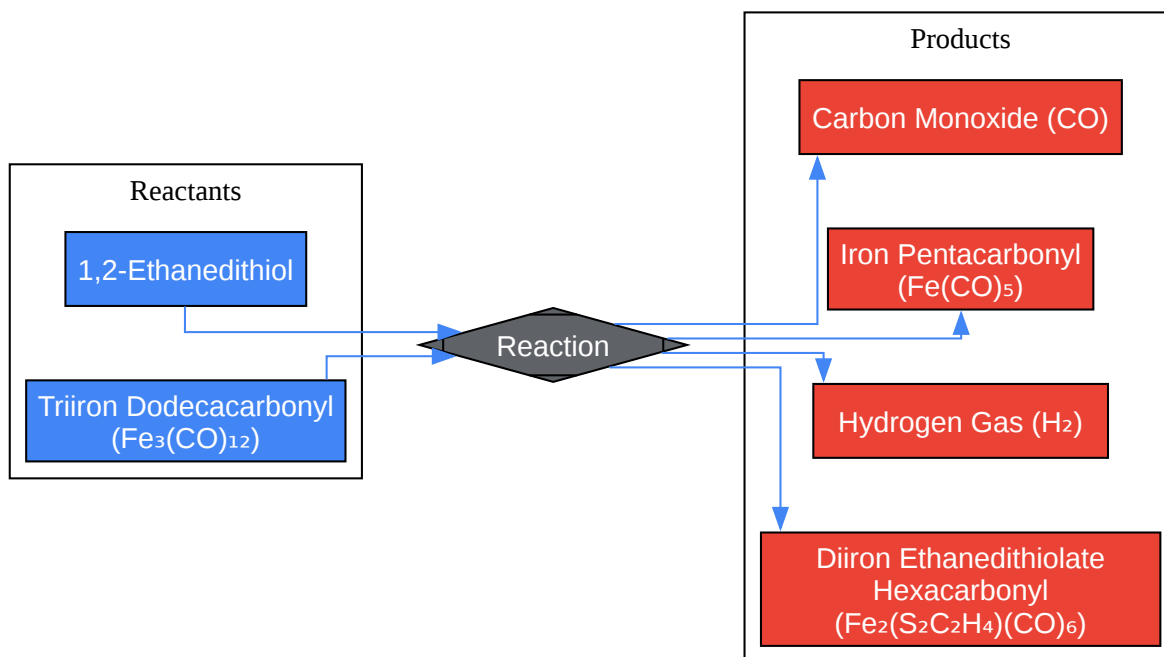 Reactants
1,2-Ethanedithiol
Triiron Dodecacarbonyl
(Fe₃(CO)₁₂)
Reaction
Products
Carbon Monoxide (CO)
Iron Pentacarbonyl
(Fe(CO)₅)
Hydrogen Gas (H₂)
Diiron Ethanedithiolate
Hexacarbonyl
(Fe₂(S₂C₂H₄)(CO)₆)